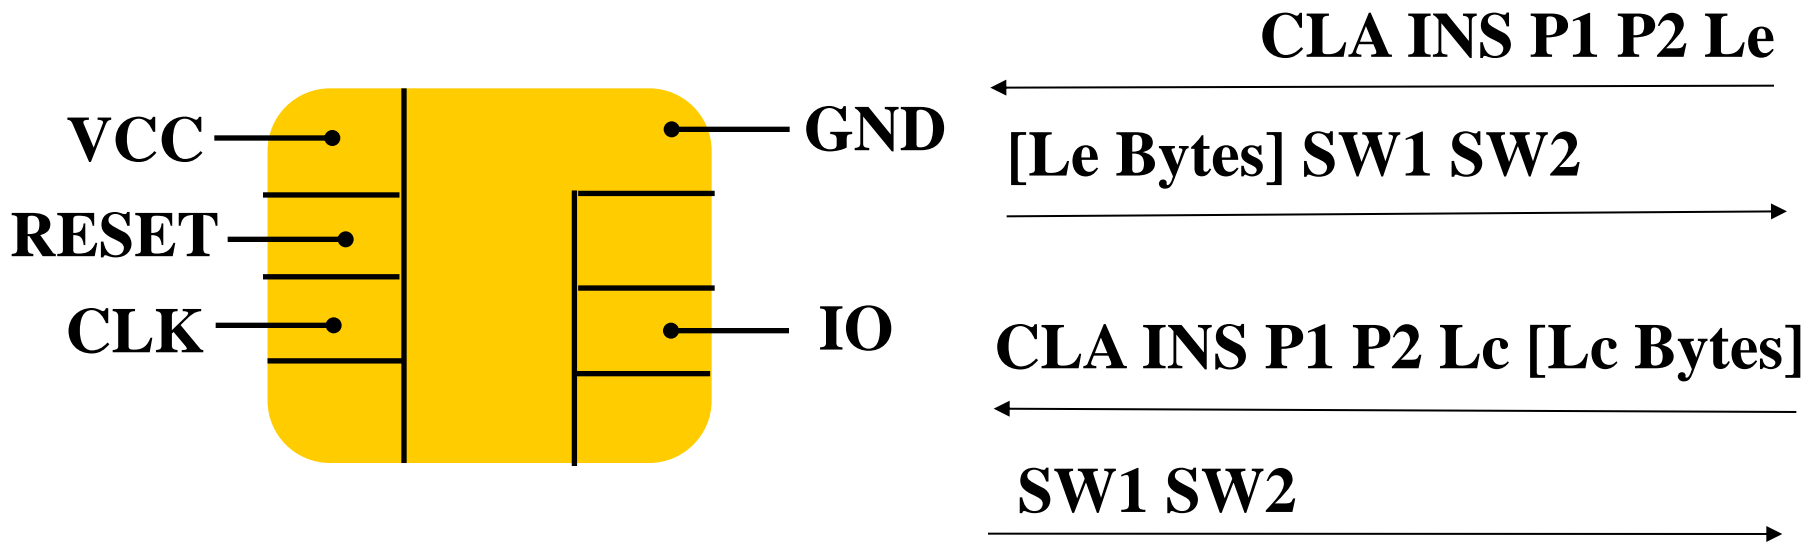 VCC
RESET
CLK
GND
IO
CLA INS P1 P2 Le
[Le Bytes] SW1 SW2
CLA INS P1 P2 Lc [Lc Bytes]
SW1 SW2